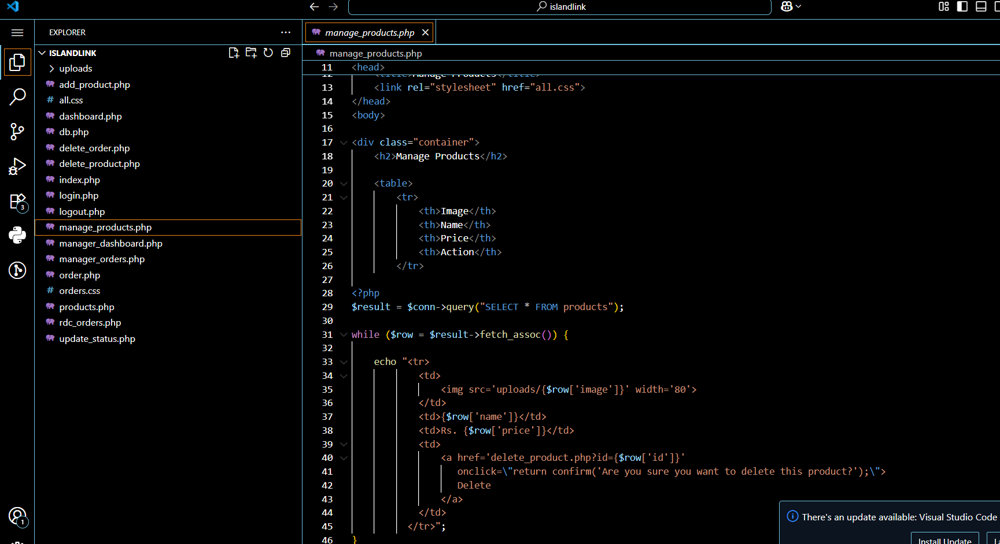 islandlink
EXPLORER
ISLANDLINK
uploads
add_product.php
# all.css
dashboard.php
db.php
delete_order.php
delete_product.php
index.php
login.php
logout.php
manage_products.php
manager_dashboard.php
manager_orders.php
order.php
# orders.css
products.php
rdc_orders.php
update_status.php
3
1
manage_products.php
manage_products.php
11 <head>
12 <title>Manage Products</title>
13 <link rel="stylesheet" href="all.css">
14 </head>
15 <body>
16
17 <div class="container">
18 <h2>Manage Products</h2>
19
20 <table>
21 <tr>
22 <th>Image</th>
23 <th>Name</th>
24 <th>Price</th>
25 <th>Action</th>
26 </tr>
27
28 <?php
29 $result = $conn->query("SELECT * FROM products");
30
31 while ($row = $result->fetch_assoc()) {
32
33 echo "<tr>
34 <td>
35 <img src='uploads/{$row['image']}' width='80'>
36 </td>
37 <td>{$row['name']}</td>
38 <td>Rs. {$row['price']}</td>
39 <td>
40 <a href='delete_product.php?id={$row['id']}'
41 onclick=\"return confirm('Are you sure you want to delete this product?');\">
42 Delete
43 </a>
44 </td>
45 </tr>";
46 }
There's an update available: Visual Studio Code
Install Update